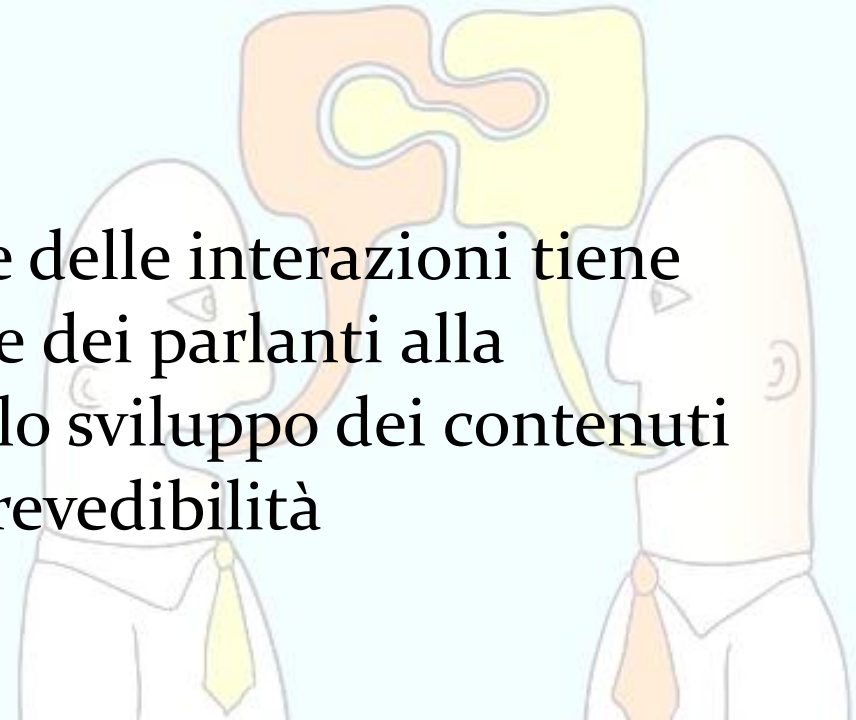 e delle interazioni tiene
e dei parlanti alla
lo sviluppo dei contenuti
revedibilità